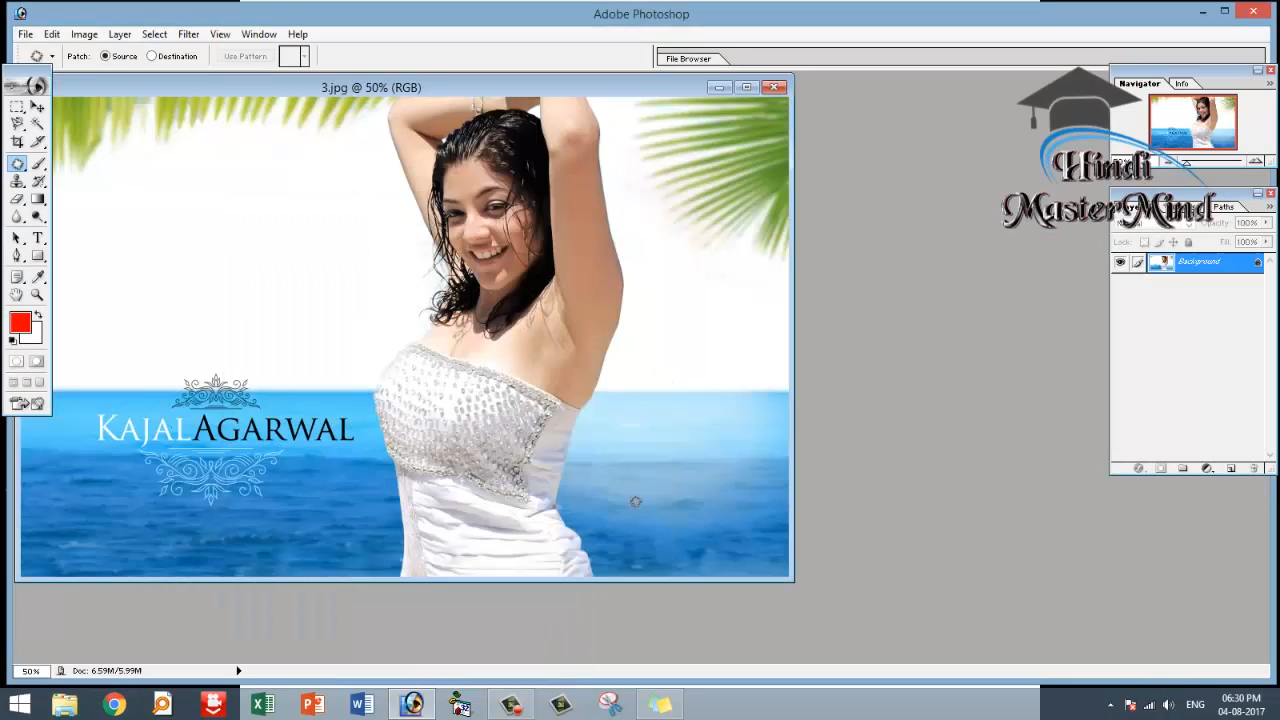 Adobe Photoshop
File Edit Image Layer Select Filter View Window Help
Patch: Source Destination Use Pattern
File Browser
3.jpg @ 50% (RGB)
Navigator Info
Hindi
MasterMind
Paths
Opacity: 100%
Lock: Fill: 100%
Background
KAJALAGARWAL
50% Doc: 6.59M/5.99M
ENG
06:30 PM
04-08-2017